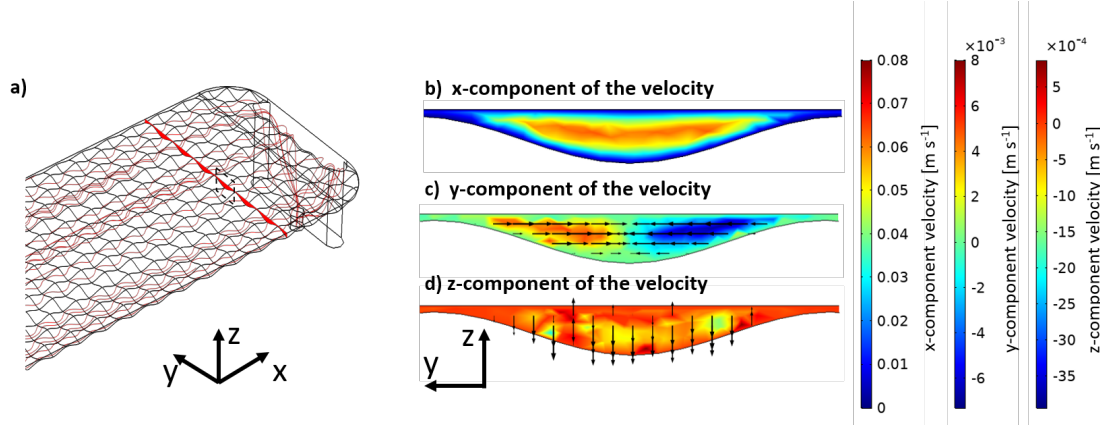 a)
z
y
x
b) x-component of the velocity
c) y-component of the velocity
d) z-component of the velocity
z
y
0.08
0.07
0.06
0.05
0.04
0.03
0.02
0.01
0
x-component velocity [m s⁻¹]
×10⁻³
8
6
4
2
0
-2
-4
-6
y-component velocity [m s⁻¹]
×10⁻⁴
5
0
-5
-10
-15
-20
-25
-30
-35
z-component velocity [m s⁻¹]